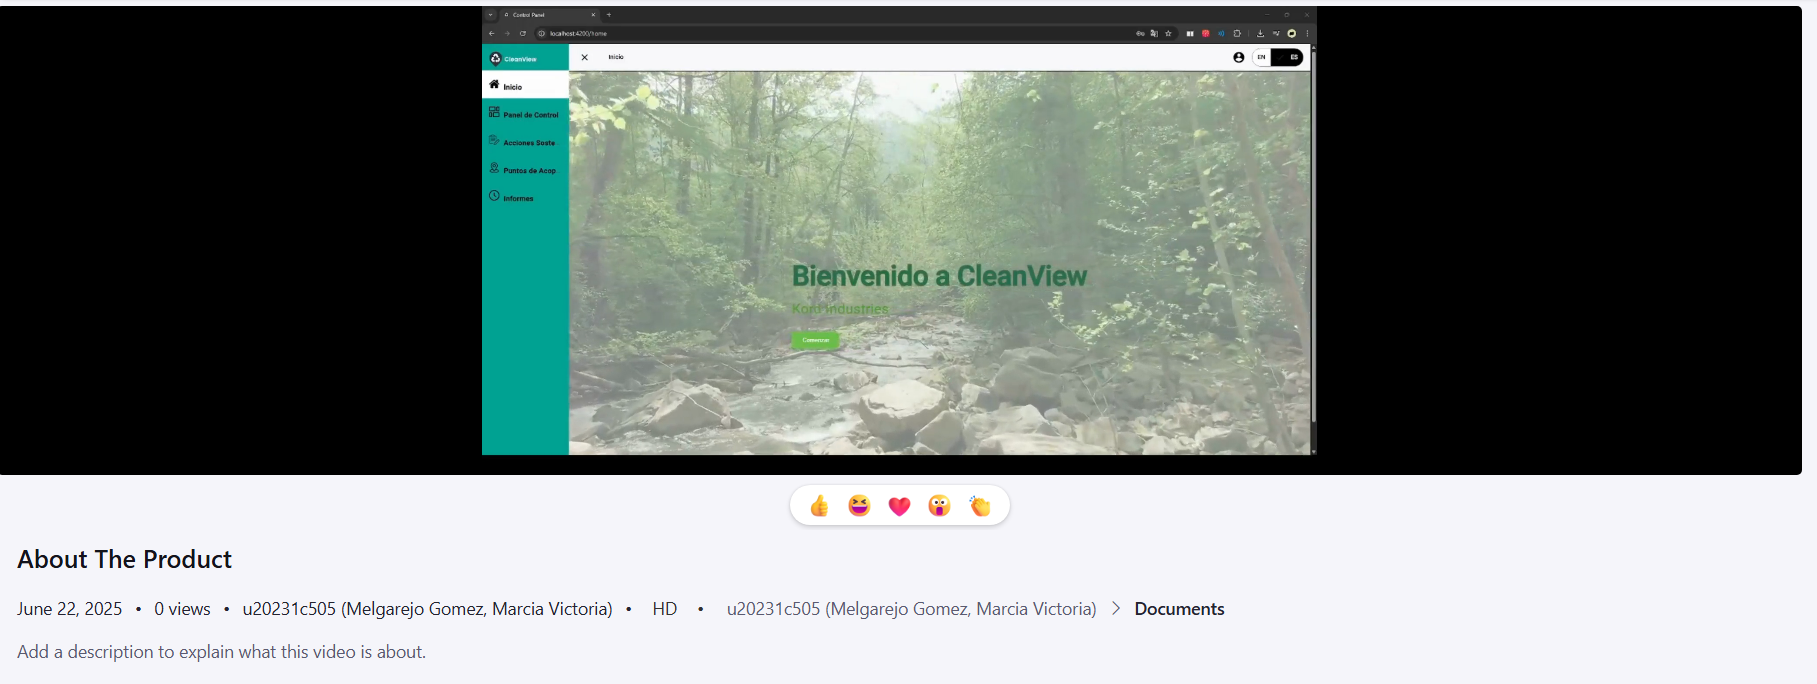 Control Panel
localhost:4200/home
CleanView
Inicio
EN
ES
Inicio
Panel de Control
Acciones Soste
Puntos de Acop
Informes
Bienvenido a CleanView
Kord Industries
Comenzar
About The Product
June 22, 2025 • 0 views • u20231c505 (Melgarejo Gomez, Marcia Victoria) • HD • u20231c505 (Melgarejo Gomez, Marcia Victoria) > Documents
Add a description to explain what this video is about.